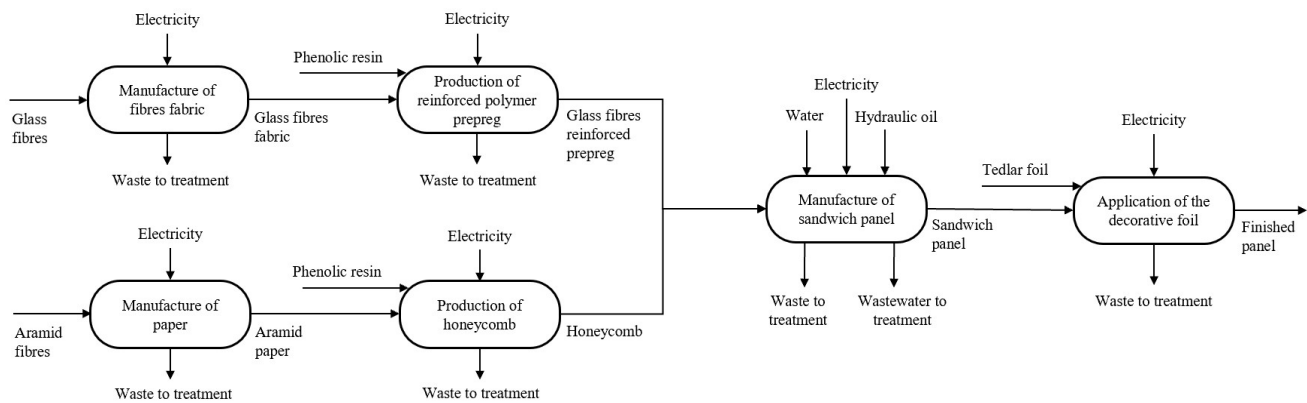 Electricity
Electricity
Phenolic resin
Manufacture of
fibres fabric
Production of
reinforced polymer
prepreg
Glass
fibres
Glass fibres
fabric
Glass fibres
reinforced
prepreg
Waste to treatment
Waste to treatment
Electricity
Water
Hydraulic oil
Electricity
Tedlar foil
Manufacture of
sandwich panel
Application of the
decorative foil
Sandwich
panel
Finished
panel
Waste to
treatment
Wastewater to
treatment
Waste to treatment
Electricity
Electricity
Phenolic resin
Manufacture of
paper
Production of
honeycomb
Aramid
fibres
Aramid
paper
Honeycomb
Waste to treatment
Waste to treatment